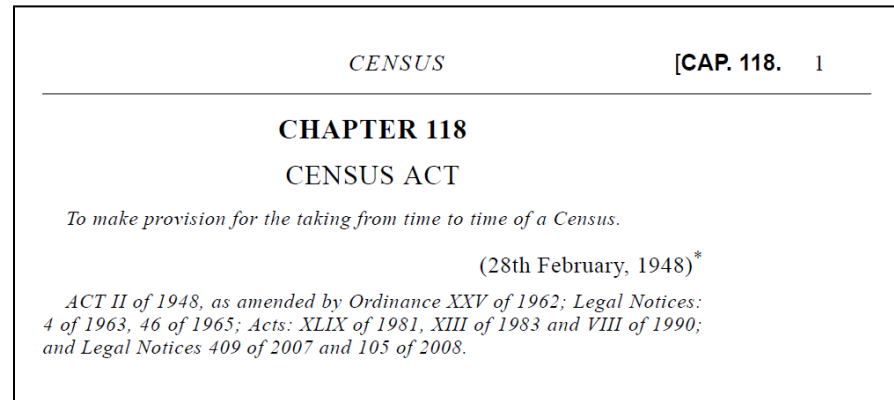 CENSUS [CAP. 118. 1
CHAPTER 118
CENSUS ACT
To make provision for the taking from time to time of a Census.
(28th February, 1948)*
ACT II of 1948, as amended by Ordinance XXV of 1962; Legal Notices:
4 of 1963, 46 of 1965; Acts: XLIX of 1981, XIII of 1983 and VIII of 1990;
and Legal Notices 409 of 2007 and 105 of 2008.